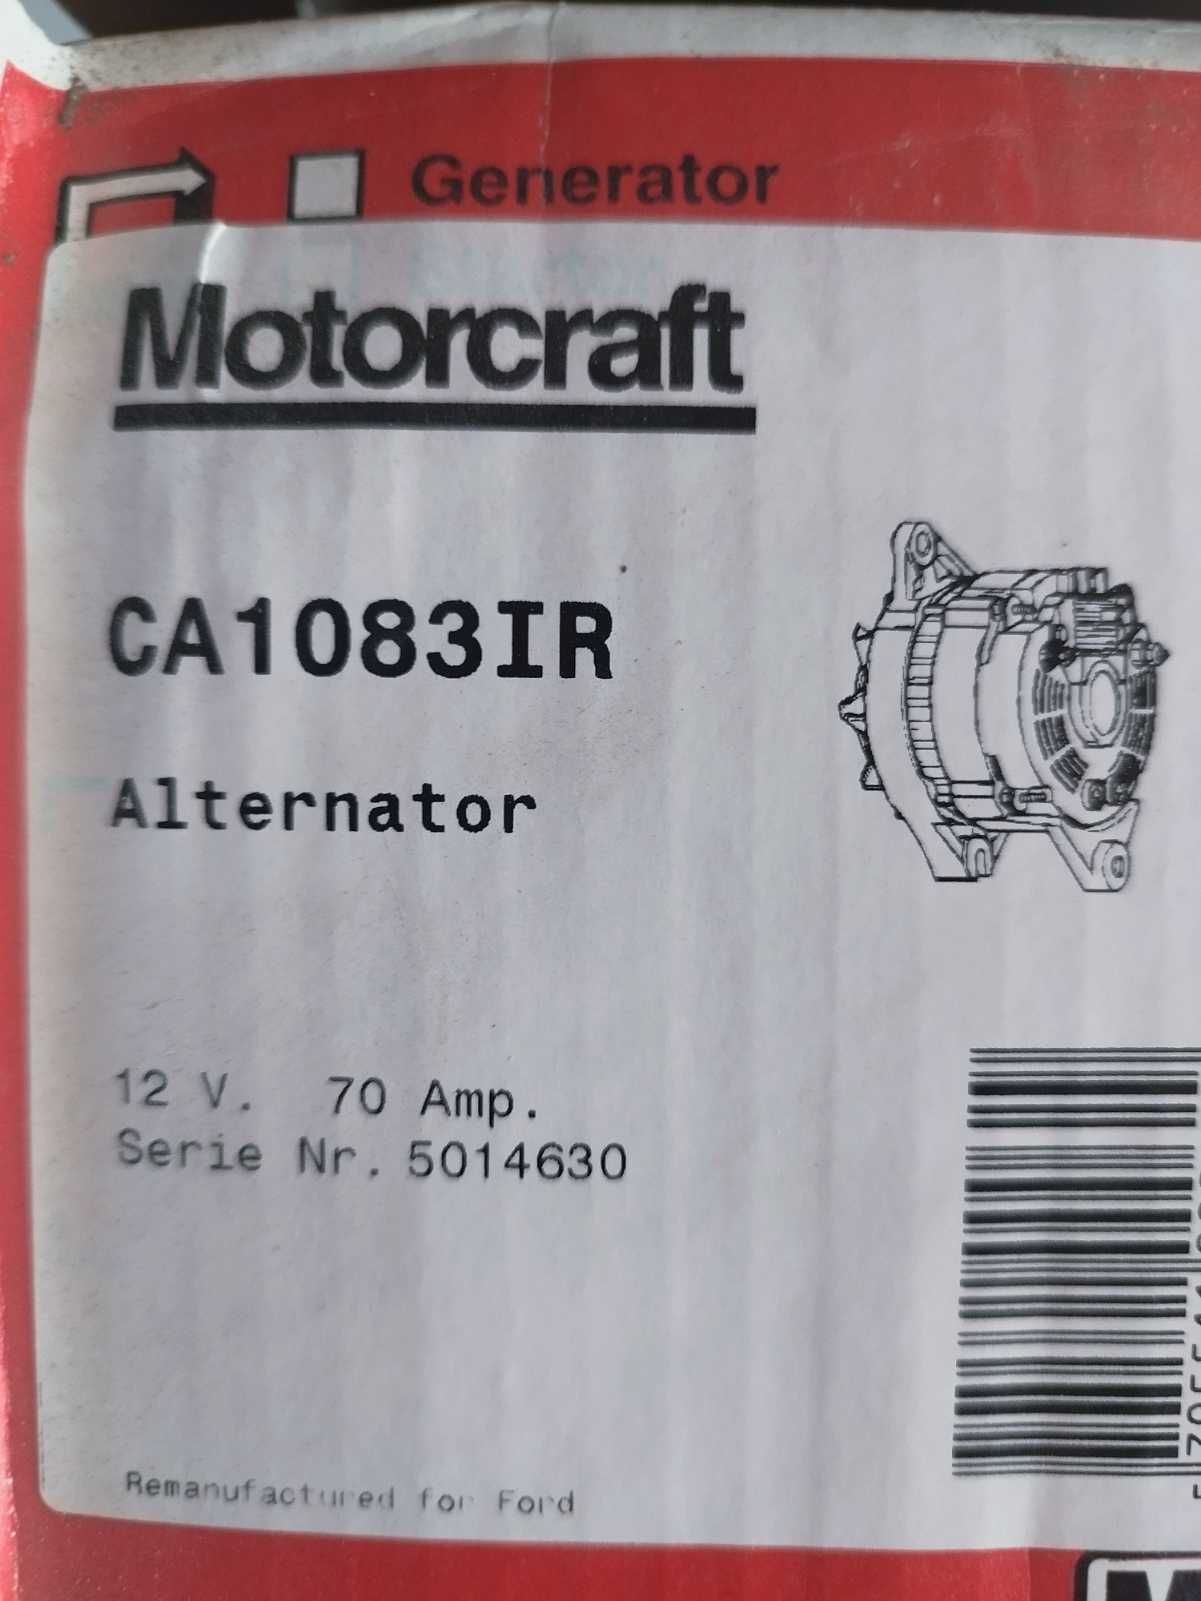 Generator
Motorcraft
CA1083IR
Alternator
12 V. 70 Amp.
Serie Nr. 5014630
Remanufactured for Ford